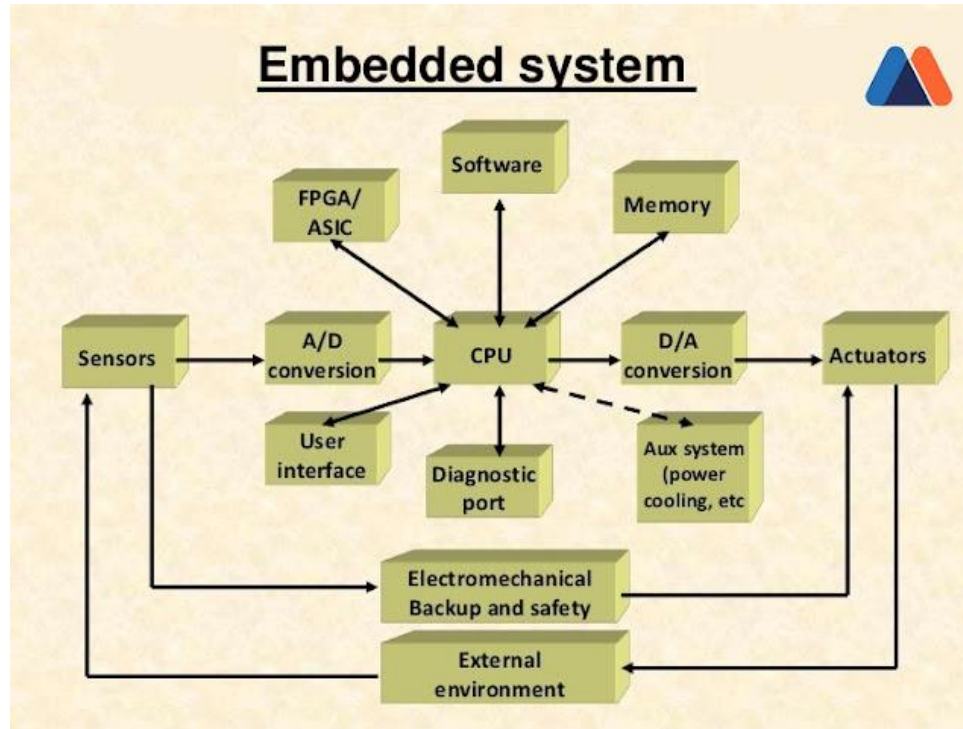 Embedded system
Software
FPGA/
ASIC
Memory
Sensors
A/D
conversion
CPU
D/A
conversion
Actuators
User
interface
Diagnostic
port
Aux system
(power
cooling, etc
Electromechanical
Backup and safety
External
environment